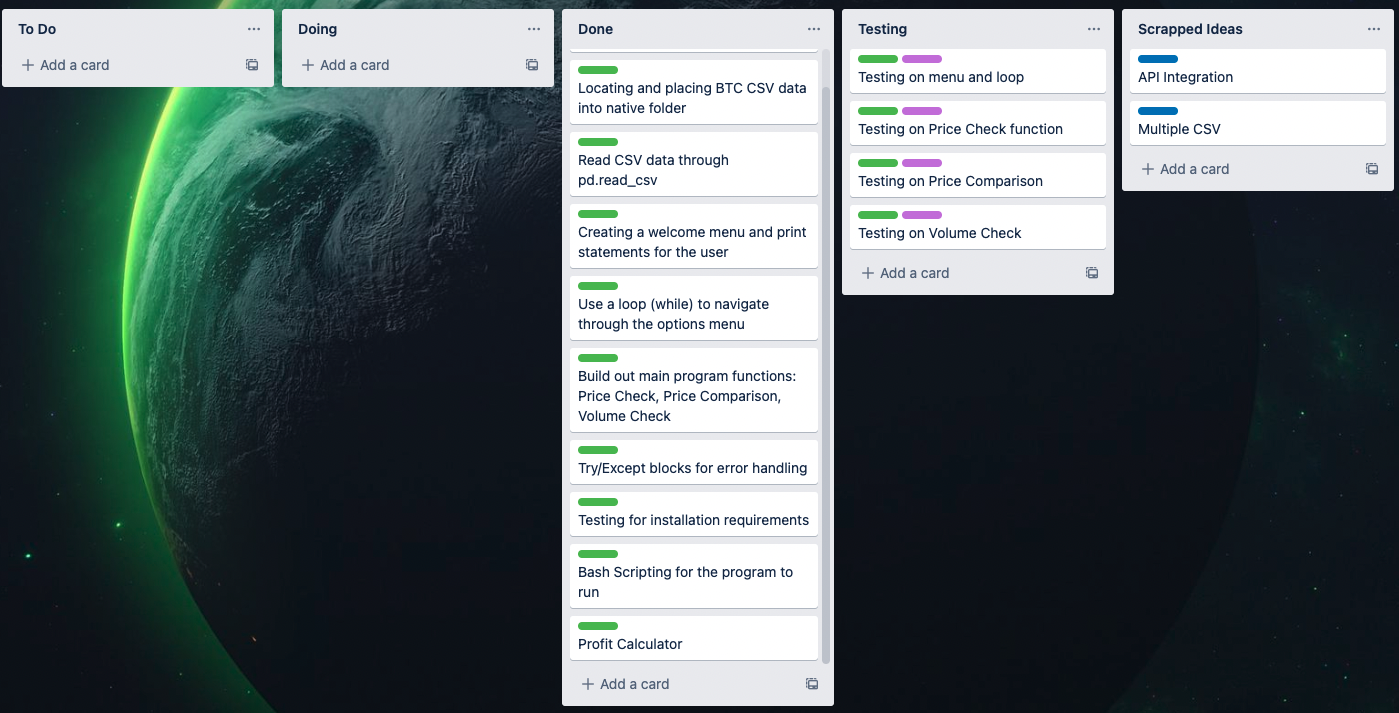 To Do
Add a card
Doing
Add a card
Done
Locating and placing BTC CSV data
into native folder
Read CSV data through
pd.read_csv
Creating a welcome menu and print
statements for the user
Use a loop (while) to navigate
through the options menu
Build out main program functions:
Price Check, Price Comparison,
Volume Check
Try/Except blocks for error handling
Testing for installation requirements
Bash Scripting for the program to
run
Profit Calculator
Add a card
Testing
Testing on menu and loop
Testing on Price Check function
Testing on Price Comparison
Testing on Volume Check
Add a card
Scrapped Ideas
API Integration
Multiple CSV
Add a card